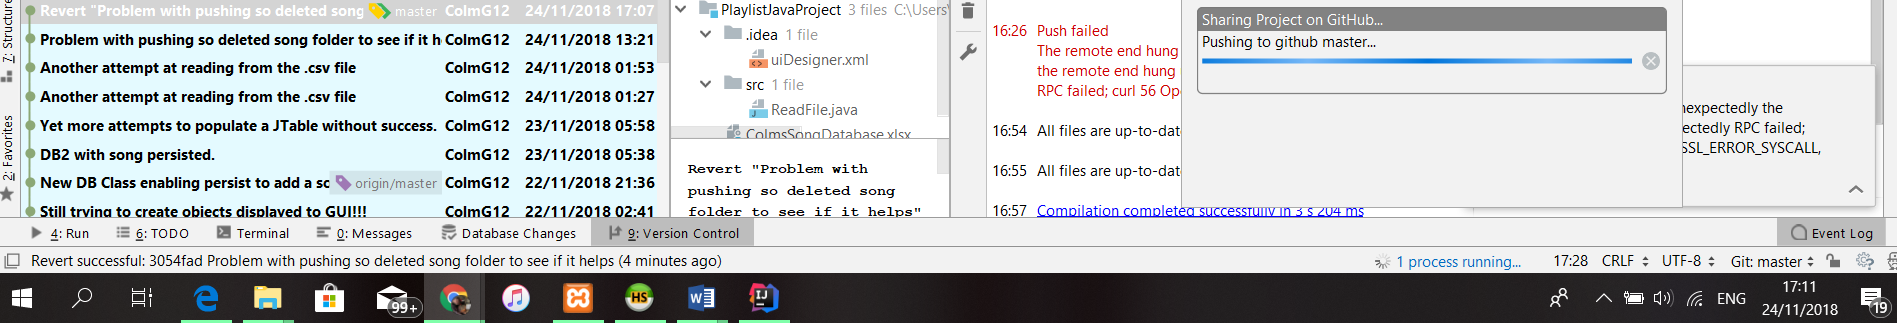 Z: Structure
2: Favorites
Revert "Problem with pushing so deleted song master ColmG12 24/11/2018 17:07
Problem with pushing so deleted song folder to see if it h ColmG12 24/11/2018 13:21
Another attempt at reading from the .csv file ColmG12 24/11/2018 01:53
Another attempt at reading from the .csv file ColmG12 24/11/2018 01:27
Yet more attempts to populate a JTable without success. ColmG12 23/11/2018 05:58
DB2 with song persisted. ColmG12 23/11/2018 05:38
New DB Class enabling persist to add a so origin/master ColmG12 22/11/2018 21:36
Still trying to create objects displayed to GUI!!! ColmG12 22/11/2018 02:41
PlaylistJavaProject 3 files C:\Users\
.idea 1 file
uiDesigner.xml
src 1 file
ReadFile.java
ColmsSongDatabase.xlsx
Revert "Problem with
pushing so deleted song
folder to see if it helps"
16:26 Push failed
The remote end hung
the remote end hung
RPC failed; curl 56 Op
16:54 All files are up-to-dat
16:55 All files are up-to-dat
16:57 Compilation completed successfully in 3 s 204 ms
Sharing Project on GitHub...
Pushing to github master...
nexpectedly the
ectedly RPC failed;
SSL_ERROR_SYSCALL,
4: Run 6: TODO Terminal 0: Messages Database Changes 9: Version Control Event Log
Revert successful: 3054fad Problem with pushing so deleted song folder to see if it helps (4 minutes ago) 1 process running... 17:28 CRLF UTF-8 Git: master
99+ HS W IJ ENG 17:11
24/11/2018 19